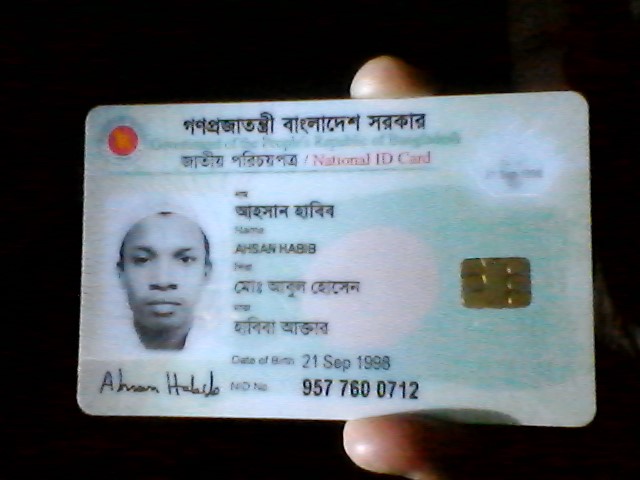 গণপ্রজাতন্ত্রী বাংলাদেশ সরকার
Government of the People's Republic of
জাতীয় পরিচয়পত্র / National ID Card
নাম
আহসান হাবিব
Name
AHSAN HABIB
পিতা
মোঃ আবুল হোসেন
মাতা
হাবিবা আক্তার
Date of Birth 21 Sep 1998
NID No 957 760 0712
Ahsan Habib